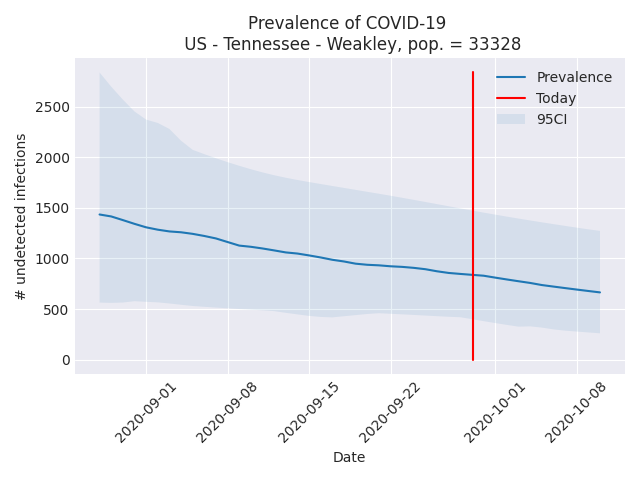 Prevalence of COVID-19
US - Tennessee - Weakley, pop. = 33328
Prevalence
Today
95CI
# undetected infections
2500
2000
1500
1000
500
0
2020-09-01
2020-09-08
2020-09-15
2020-09-22
2020-10-01
2020-10-08
Date